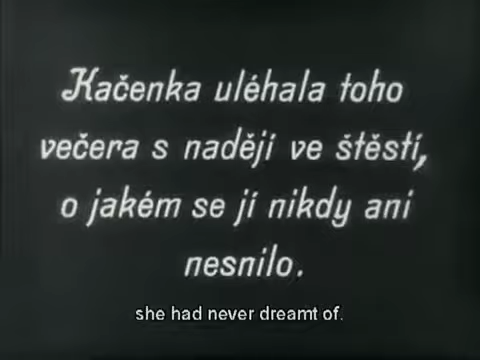 Kačenka uléhala toho
večera s nadějí ve štěstí,
o jakém se jí nikdy ani
nesnilo.
she had never dreamt of.